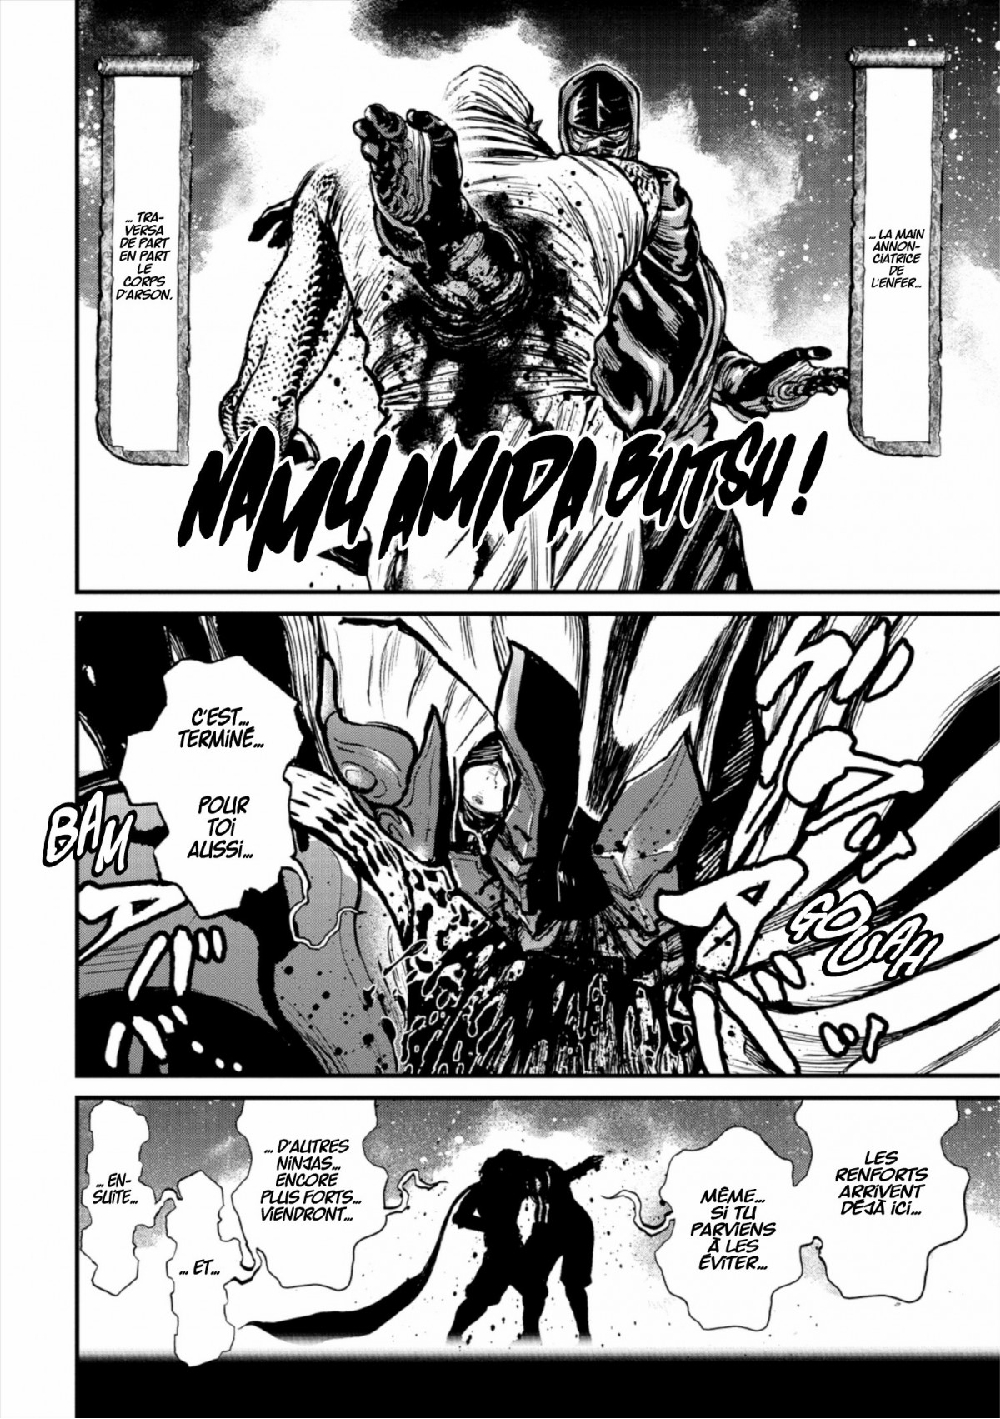 ... LA MAIN
ANNON-
CIATRICE
DE
L'ENFER...
... TRA-
VERSA
DE PART
EN PART
LE
CORPS
D'ARSON.
NAMU AMIDA BUTSU !
C'EST...
TERMINÉ...
POUR
TOI
AUSSI...
BAM
GOUAH
LES
RENFORTS
ARRIVENT
DÉJÀ ICI...
MÊME...
SI TU
PARVIENS
À LES
ÉVITER...
... D'AUTRES
NINJAS...
ENCORE
PLUS FORTS...
VIENDRONT...
... ET...
... EN-
SUITE...